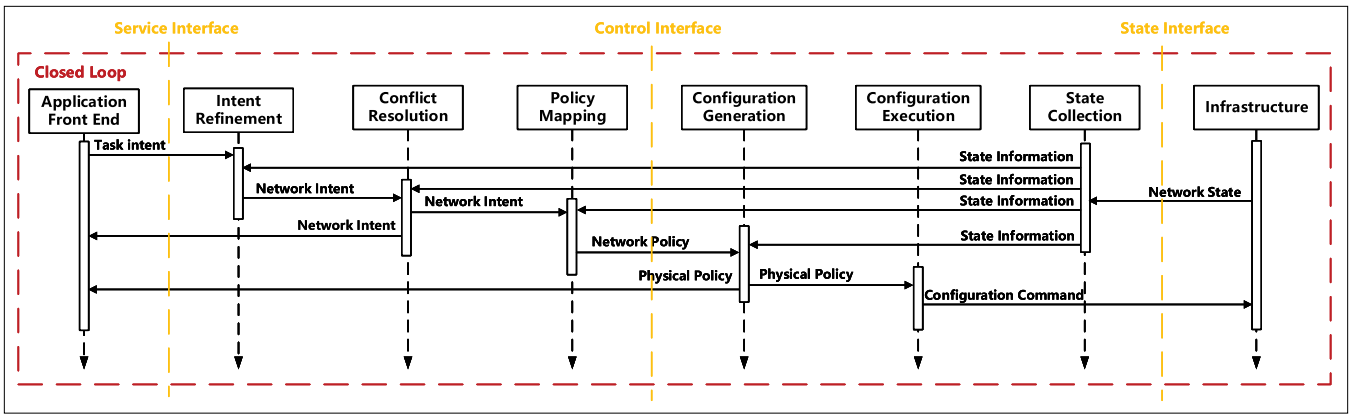 Service Interface
Control Interface
State Interface
Closed Loop
Application
Front End
Intent
Refinement
Conflict
Resolution
Policy
Mapping
Configuration
Generation
Configuration
Execution
State
Collection
Infrastructure
Task intent
State Information
State Information
Network Intent
Network State
Network Intent
State Information
Network Intent
State Information
Network Policy
Physical Policy
Physical Policy
Configuration Command